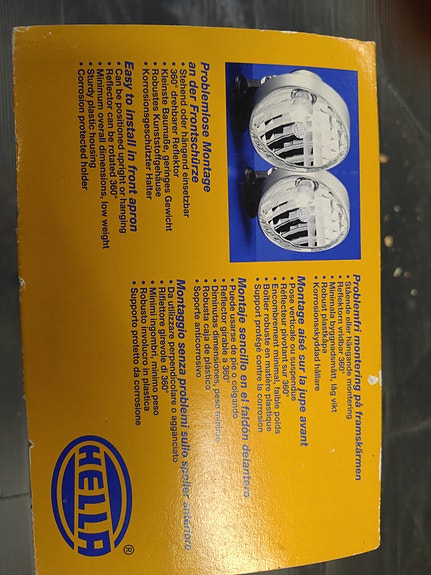 Problemlose Montage
an der Frontschürze
• Stehend oder hängend einsetzbar
• 360° drehbarer Reflektor
• Kleinste Baumaße, geringes Gewicht
• Robustes Kunststoffgehäuse
• Korrosionsgeschützter Halter
Easy to install in front apron
• Can be positioned upright or hanging
• Reflector can be rotated 360°
• Minimum overall dimensions, low weight
• Sturdy plastic housing
• Corrosion protected holder
Problemfri montering på framskärmen
• Stående eller hängande montering
• Reflektorn vridbar 360°
• Minimala byggnadsmått, låg vikt
• Robust plastkåpa
• Korrosionsskyddad hållare
Montage aisé sur la jupe avant
• Pose verticale ou suspendue
• Réflecteur pivotant sur 360°
• Encombrement minimal, faible poids
• Boîtier robuste en matière plastique
• Support protégé contre la corrosion
Montaje sencillo en el faldón delantero
• Puede usarse de pie o colgando
• Reflector girable a 360°
• Diminutas dimensiones, peso mínimo
• Robusta caja de plástico
• Soporte anticorrosivo
Montaggio senza problemi sullo spoiler anteriore
• Da utilizzare perpendicolare o agganciato
• Riflettore girevole di 360°
• Minimi ingombri, minimo peso
• Robusto involucro in plastica
• Supporto protetto da corrosione
HELLA®